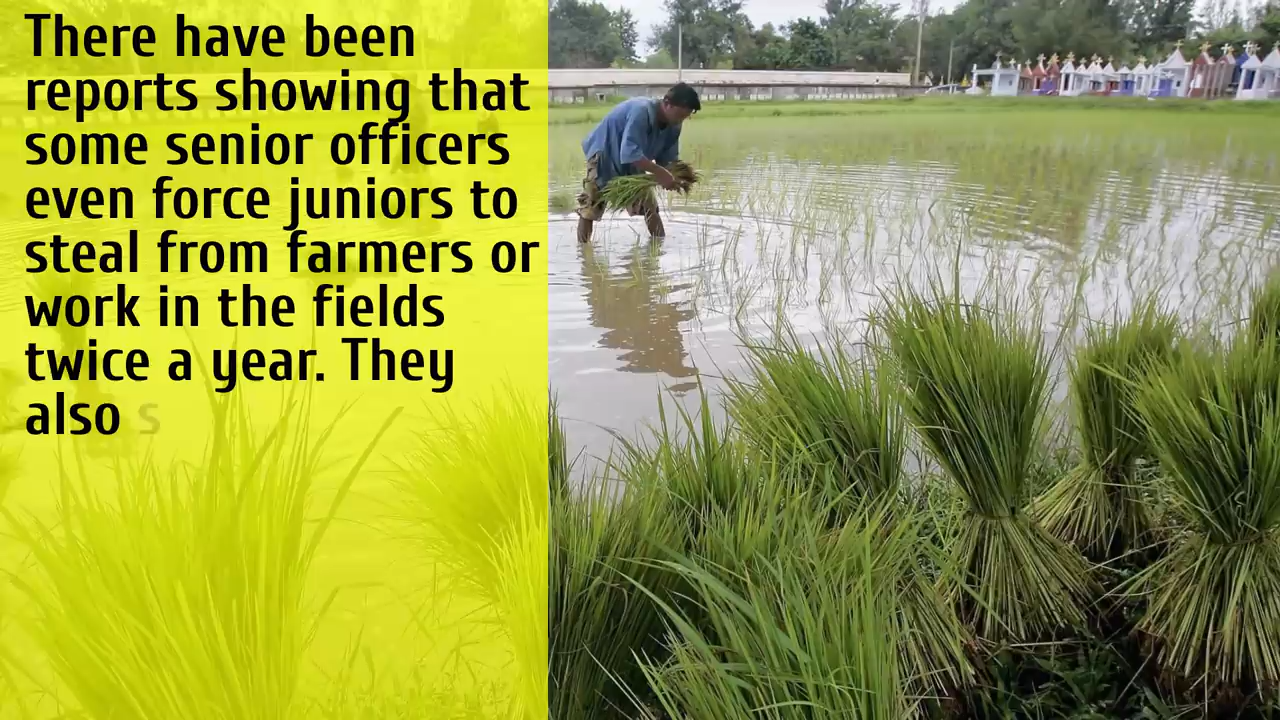 There have been
reports showing that
some senior officers
even force juniors to
steal from farmers or
work in the fields
twice a year. They
also s